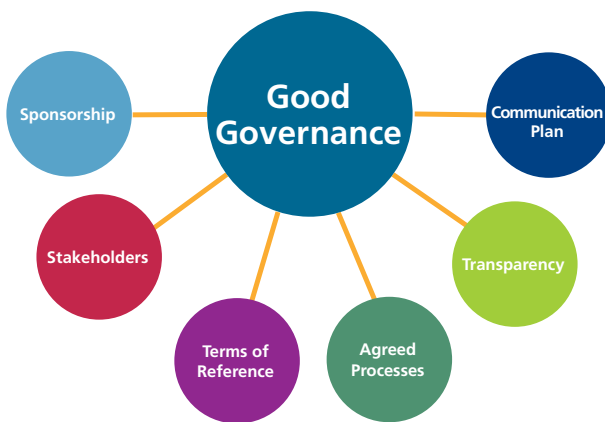 Good
Governance
Sponsorship
Communication
Plan
Stakeholders
Transparency
Terms of
Reference
Agreed
Processes